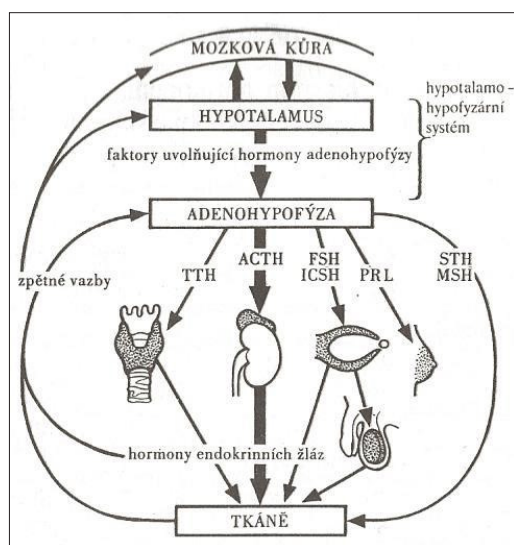 MOZKOVÁ KŮRA
hypotalamo –
hypofyzární
systém
HYPOTALAMUS
faktory uvolňující hormony adenohypofýzy
ADENOHYPOFÝZA
TTH
ACTH
FSH
ICSH
PRL
STH
MSH
zpětné vazby
hormony endokrinních žláz
TKÁNĚ